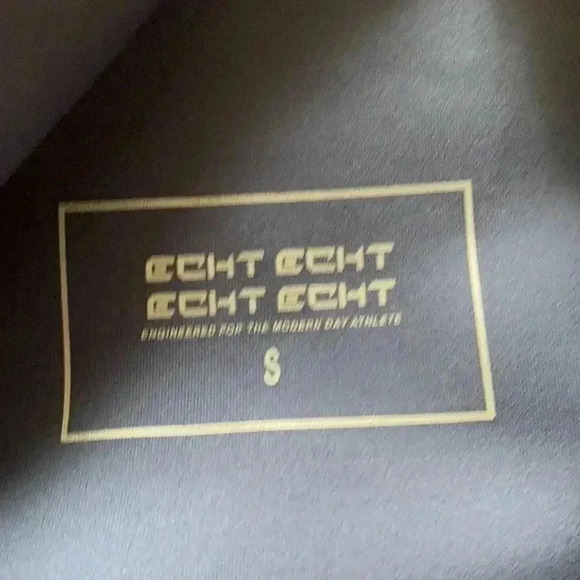 ECHT ECHT
ECHT ECHT
ENGINEERED FOR THE MODERN DAY ATHLETE
S